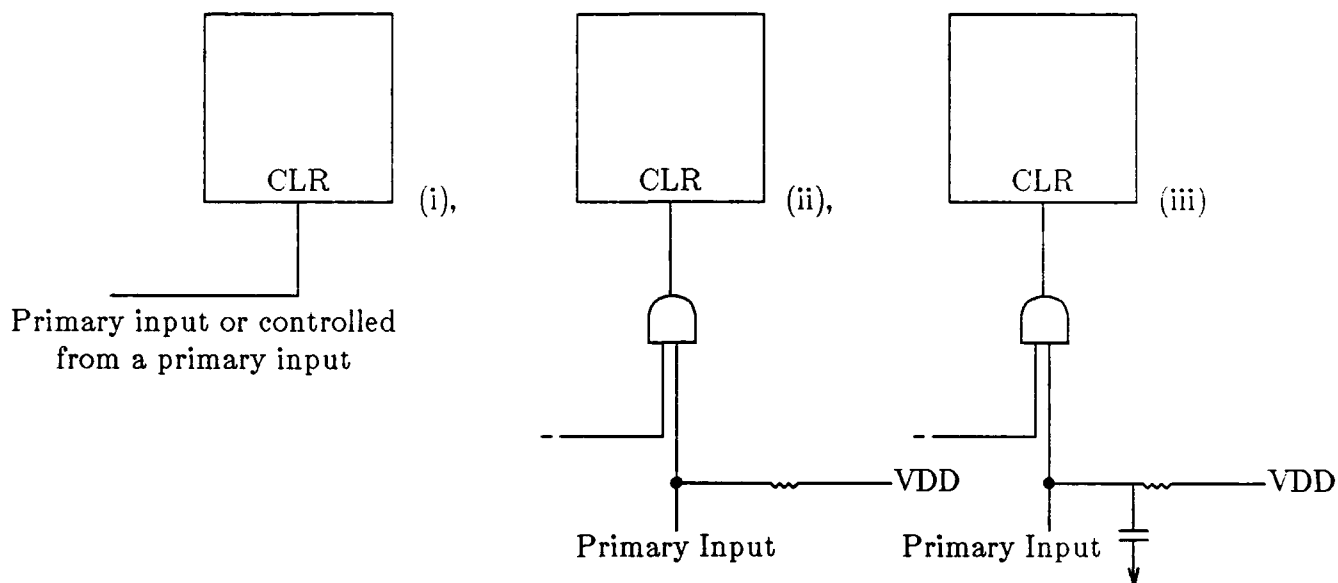 CLR
(i),
Primary input or controlled
from a primary input
CLR
(ii),
VDD
Primary Input
CLR
(iii)
VDD
Primary Input